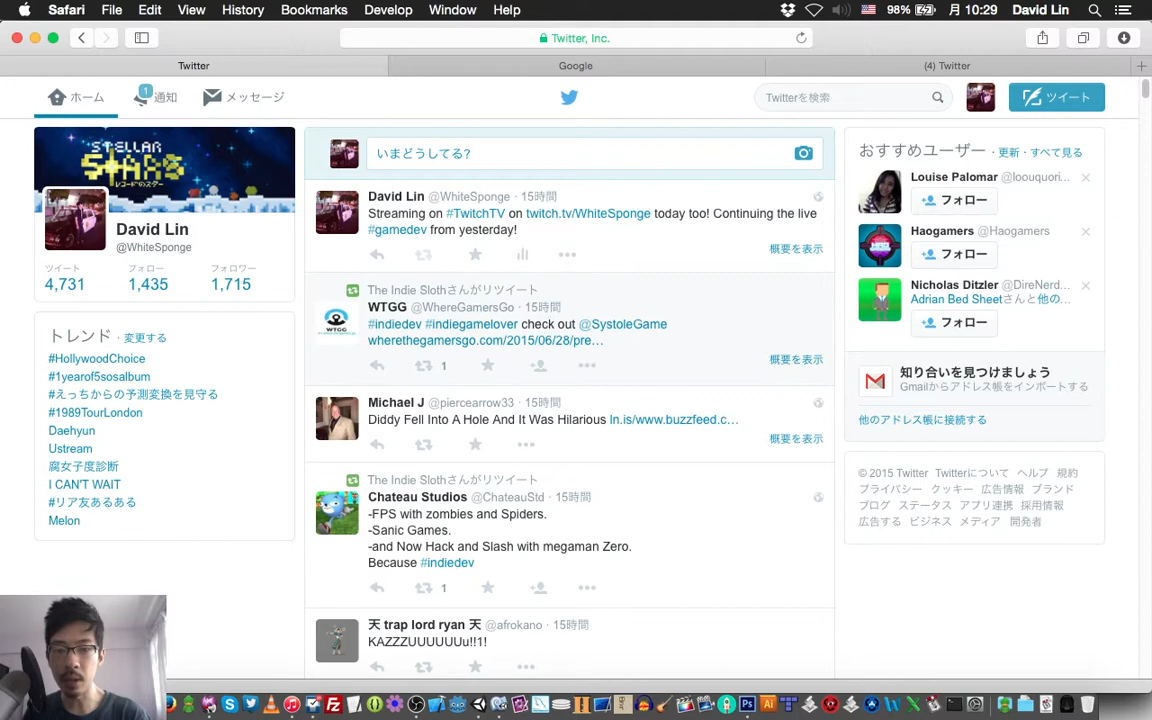 Safari File Edit View History Bookmarks Develop Window Help 98% 月 10:29 David Lin
Twitter, Inc.
Twitter Google (4) Twitter
ホーム 1 通知 メッセージ Twitterを検索 ツイート
STELLAR
STARS
レコードのスター
David Lin
@WhiteSponge
ツイート フォロー フォロワー
4,731 1,435 1,715
トレンド · 変更する
#HollywoodChoice
#1yearof5sosalbum
#えっちからの予測変換を見守る
#1989TourLondon
Daehyun
Ustream
腐女子度診断
I CAN'T WAIT
#リア友あるある
Melon
いまどうしてる?
David Lin @WhiteSponge · 15時間
Streaming on #TwitchTV on twitch.tv/WhiteSponge today too! Continuing the live
#gamedev from yesterday!
概要を表示
The Indie Slothさんがリツイート
WTGG @WhereGamersGo · 15時間
#indiedev #indiegamelover check out @SystoleGame
wherethegamersgo.com/2015/06/28/pre…
WTGG
1
概要を表示
Michael J @piercearrow33 · 15時間
Diddy Fell Into A Hole And It Was Hilarious ln.is/www.buzzfeed.c…
概要を表示
The Indie Slothさんがリツイート
Chateau Studios @ChateauStd · 15時間
-FPS with zombies and Spiders.
-Sanic Games.
-and Now Hack and Slash with megaman Zero.
Because #indiedev
1
天 trap lord ryan 天 @afrokano · 15時間
KAZZZUUUUUUu!!1!
おすすめユーザー · 更新 · すべて見る
Louise Palomar @loouquori...
フォロー
Haogamers @Haogamers
フォロー
Nicholas Ditzler @DireNerd...
Adrian Bed Sheetさんと他の...
フォロー
知り合いを見つけましょう
Gmailからアドレス帳をインポートする
他のアドレス帳に接続する
© 2015 Twitter Twitterについて ヘルプ 規約
プライバシー クッキー 広告情報 ブランド
ブログ ステータス アプリ連携 採用情報
広告する ビジネス メディア 開発者